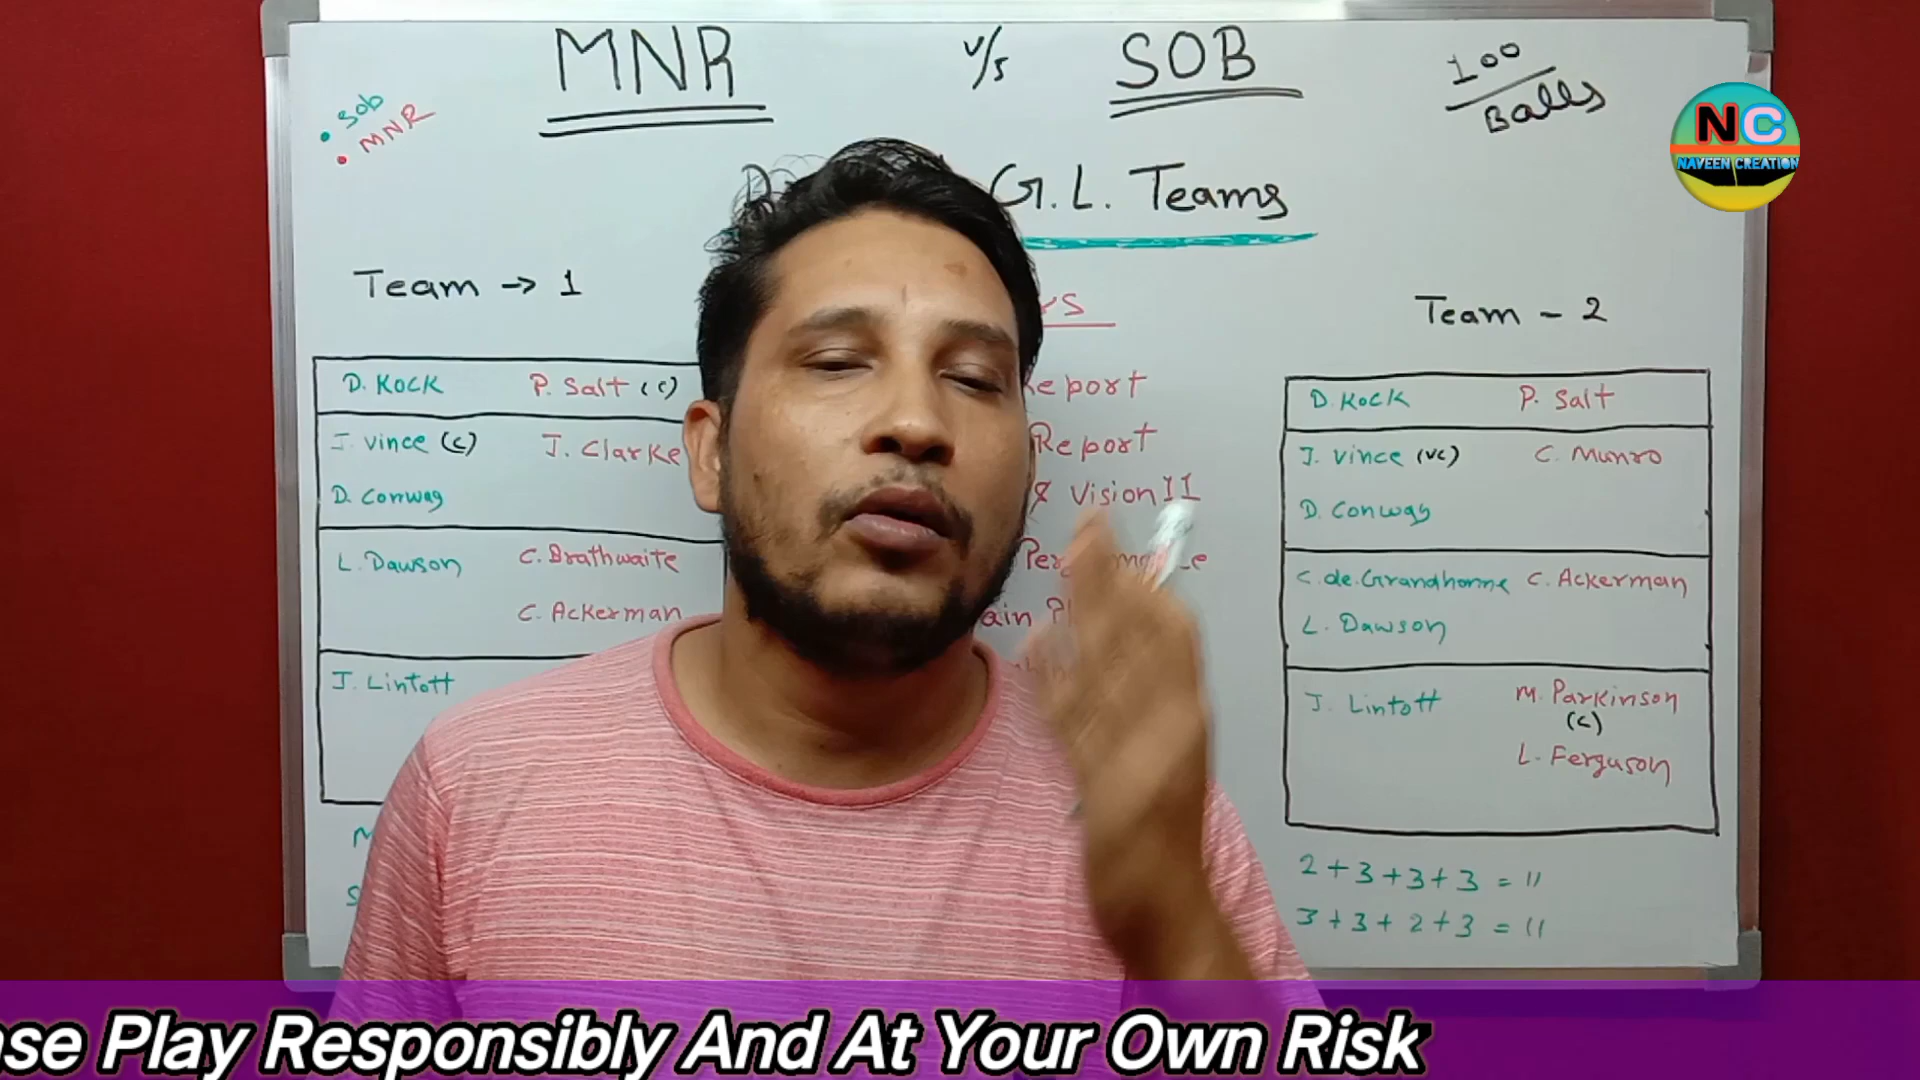 MNR v/s SOB
100
Balls
• Sob
• MNR
NC
NAVEEN CREATION
G.L. Teams
Team → 1
D. Kock P. Salt (c)
J. Vince (c) J. Clarke
D. Conway
L. Dawson C. Brathwaite
C. Ackerman
J. Lintott
Report
Report
& Vision II
Team - 2
D. Kock P. Salt
J. Vince (vc) C. Munro
D. Conway
C. de. Grandhomme C. Ackerman
L. Dawson
J. Lintott M. Parkinson
(c)
L. Ferguson
2+3+3+3 = 11
3+3+2+3 = 11
Play Responsibly And At Your Own Risk